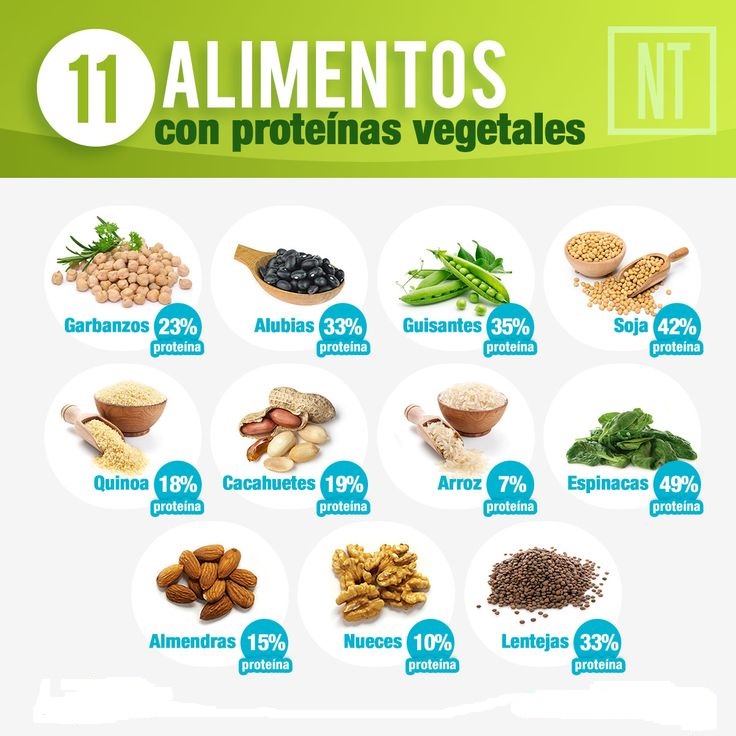 11 ALIMENTOS
con proteínas vegetales
NT
Garbanzos 23% proteína
Alubias 33% proteína
Guisantes 35% proteína
Soja 42% proteína
Quinoa 18% proteína
Cacahuetes 19% proteína
Arroz 7% proteína
Espinacas 49% proteína
Almendras 15% proteína
Nueces 10% proteína
Lentejas 33% proteína